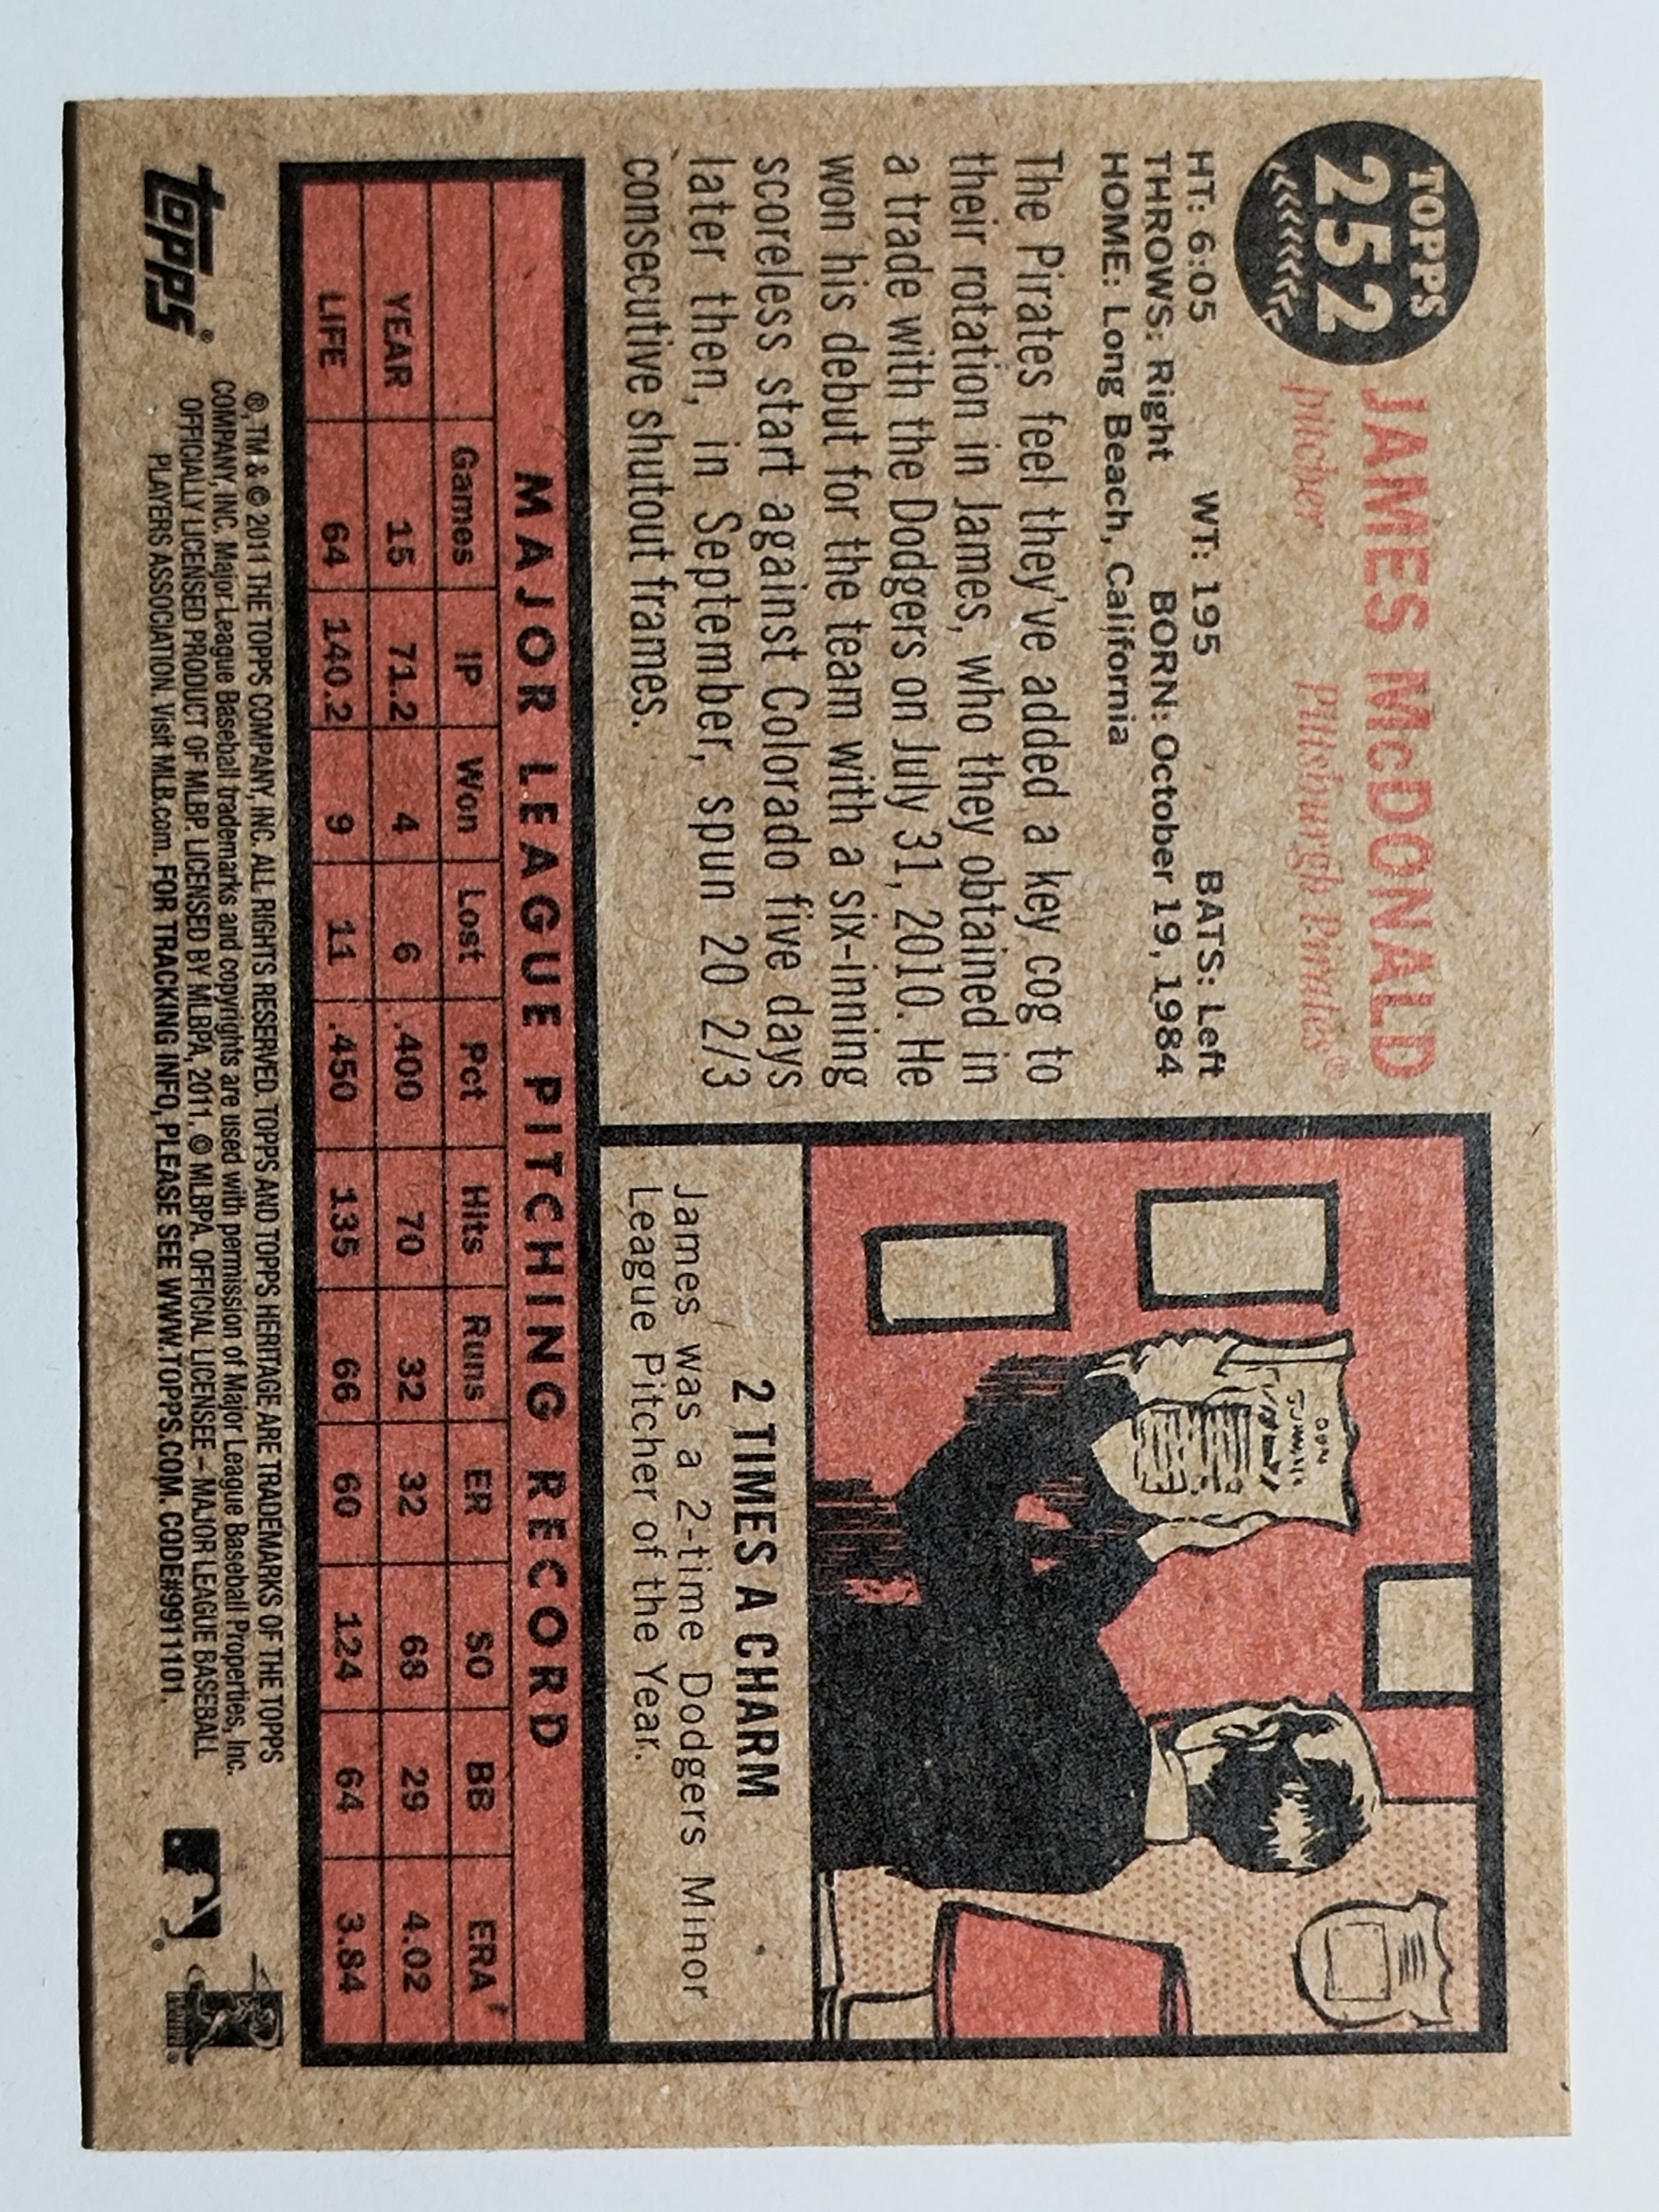 TOPPS
252
JAMES McDONALD
pitcher Pittsburgh Pirates®
HT: 6:05 WT: 195 BATS: Left
THROWS: Right BORN: October 19, 1984
HOME: Long Beach, California
The Pirates feel they've added a key cog to
their rotation in James, who they obtained in
a trade with the Dodgers on July 31, 2010. He
won his debut for the team with a six-inning
scoreless start against Colorado five days
later then, in September, spun 20 2/3
consecutive shutout frames.
2 TIMES A CHARM
James was a 2-time Dodgers Minor
League Pitcher of the Year.
MAJOR LEAGUE PITCHING RECORD
Games IP Won Lost Pct Hits Runs ER SO BB ERA
YEAR 15 71.2 4 6 .400 70 32 32 68 29 4.02
LIFE 64 140.2 9 11 .450 135 66 60 124 64 3.84
topps®
®, TM & © 2011 THE TOPPS COMPANY, INC. ALL RIGHTS RESERVED. TOPPS AND TOPPS HERITAGE ARE TRADEMARKS OF THE TOPPS
COMPANY, INC. Major League Baseball trademarks and copyrights are used with permission of Major League Baseball Properties, Inc.
OFFICIALLY LICENSED PRODUCT OF MLBP. LICENSED BY MLBPA, 2011. © MLBPA. OFFICIAL LICENSEE – MAJOR LEAGUE BASEBALL
PLAYERS ASSOCIATION. Visit MLB.com. FOR TRACKING INFO, PLEASE SEE WWW.TOPPS.COM. CODE#991101.